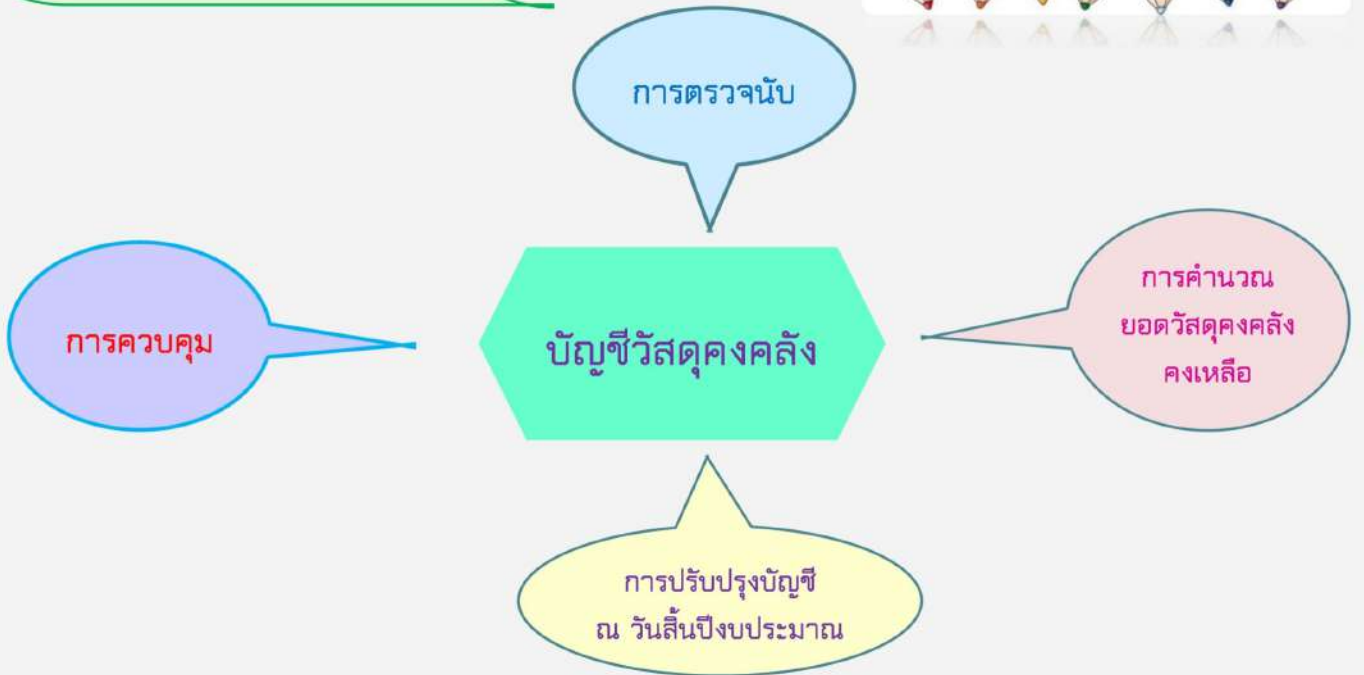 การตรวจนับ
การควบคุม
บัญชีวัสดุคงคลัง
การคำนวณ
ยอดวัสดุคงคลัง
คงเหลือ
การปรับปรุงบัญชี
ณ วันสิ้นปีงบประมาณ